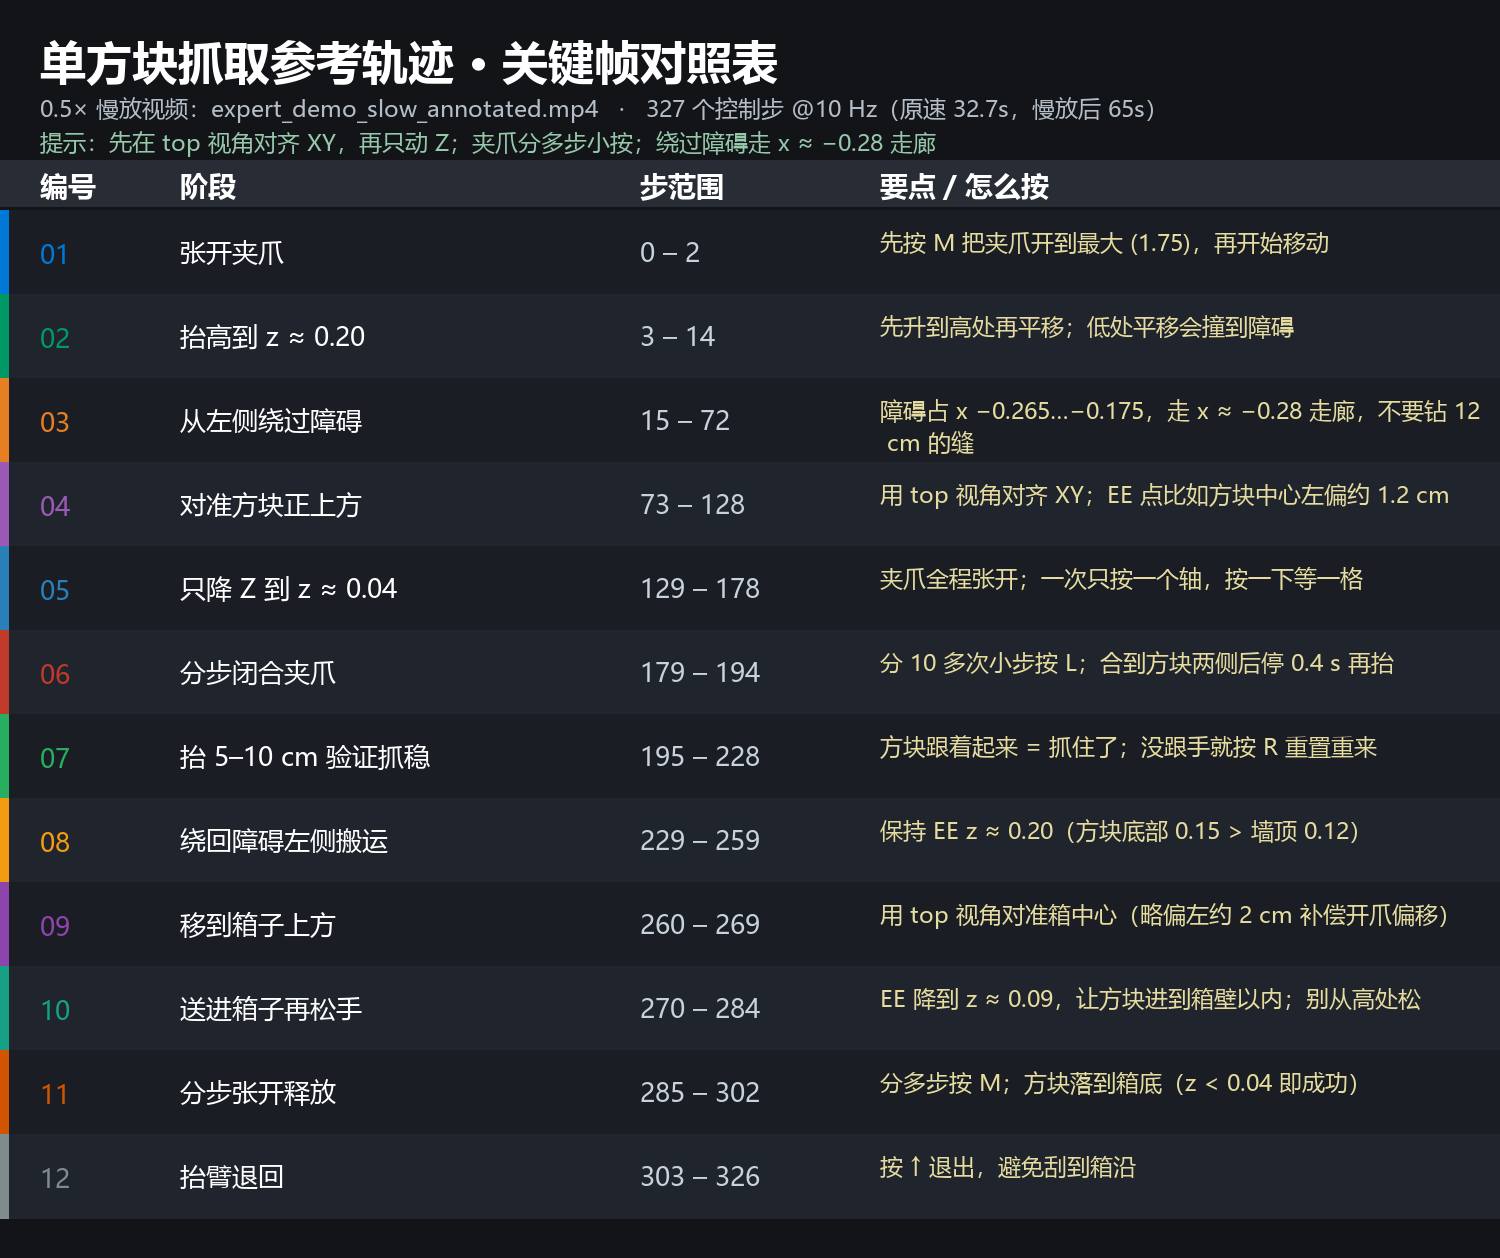 单方块抓取参考轨迹 • 关键帧对照表
0.5× 慢放视频：expert_demo_slow_annotated.mp4 · 327 个控制步 @10 Hz（原速 32.7s，慢放后 65s）
提示：先在 top 视角对齐 XY，再只动 Z；夹爪分多步小按；绕过障碍走 x ≈ −0.28 走廊
编号 阶段 步范围 要点 / 怎么按
01 张开夹爪 0 – 2 先按 M 把夹爪开到最大 (1.75)，再开始移动
02 抬高到 z ≈ 0.20 3 – 14 先升到高处再平移；低处平移会撞到障碍
03 从左侧绕过障碍 15 – 72 障碍占 x −0.265…−0.175，走 x ≈ −0.28 走廊，不要钻 12
cm 的缝
04 对准方块正上方 73 – 128 用 top 视角对齐 XY；EE 点比如方块中心左偏约 1.2 cm
05 只降 Z 到 z ≈ 0.04 129 – 178 夹爪全程张开；一次只按一个轴，按一下等一格
06 分步闭合夹爪 179 – 194 分 10 多次小步按 L；合到方块两侧后停 0.4 s 再抬
07 抬 5–10 cm 验证抓稳 195 – 228 方块跟着起来 = 抓住了；没跟手就按 R 重置重来
08 绕回障碍左侧搬运 229 – 259 保持 EE z ≈ 0.20（方块底部 0.15 > 墙顶 0.12）
09 移到箱子上方 260 – 269 用 top 视角对准箱中心（略偏左约 2 cm 补偿开爪偏移）
10 送进箱子再松手 270 – 284 EE 降到 z ≈ 0.09，让方块进到箱壁以内；别从高处松
11 分步张开释放 285 – 302 分多步按 M；方块落到箱底（z < 0.04 即成功）
12 抬臂退回 303 – 326 按 ↑ 退出，避免刮到箱沿